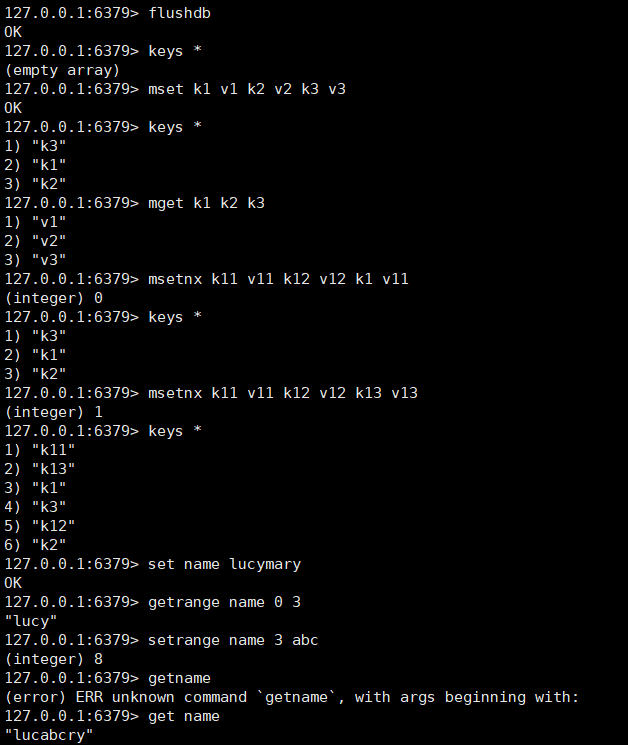 127.0.0.1:6379> flushdb
OK
127.0.0.1:6379> keys *
(empty array)
127.0.0.1:6379> mset k1 v1 k2 v2 k3 v3
OK
127.0.0.1:6379> keys *
1) "k3"
2) "k1"
3) "k2"
127.0.0.1:6379> mget k1 k2 k3
1) "v1"
2) "v2"
3) "v3"
127.0.0.1:6379> msetnx k11 v11 k12 v12 k1 v11
(integer) 0
127.0.0.1:6379> keys *
1) "k3"
2) "k1"
3) "k2"
127.0.0.1:6379> msetnx k11 v11 k12 v12 k13 v13
(integer) 1
127.0.0.1:6379> keys *
1) "k11"
2) "k13"
3) "k1"
4) "k3"
5) "k12"
6) "k2"
127.0.0.1:6379> set name lucymary
OK
127.0.0.1:6379> getrange name 0 3
"lucy"
127.0.0.1:6379> setrange name 3 abc
(integer) 8
127.0.0.1:6379> getname
(error) ERR unknown command `getname`, with args beginning with:
127.0.0.1:6379> get name
"lucabcry"